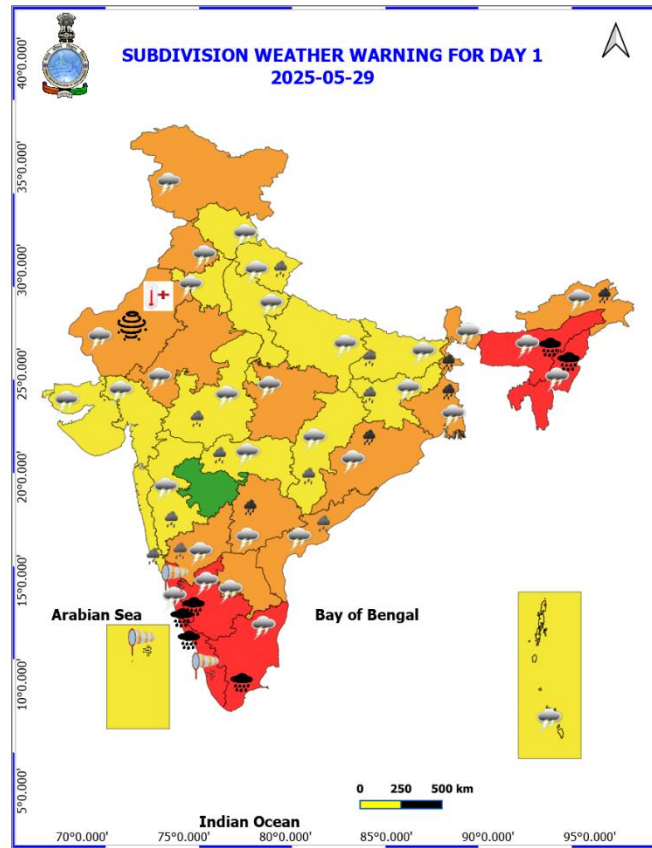 SUBDIVISION WEATHER WARNING FOR DAY 1
2025-05-29
40°0.000'
35°0.000'
30°0.000'
25°0.000'
20°0.000'
15°0.000'
10°0.000'
5°0.000'
Arabian Sea
Bay of Bengal
0 250 500 km
Indian Ocean
70°0.000' 75°0.000' 80°0.000' 85°0.000' 90°0.000' 95°0.000'